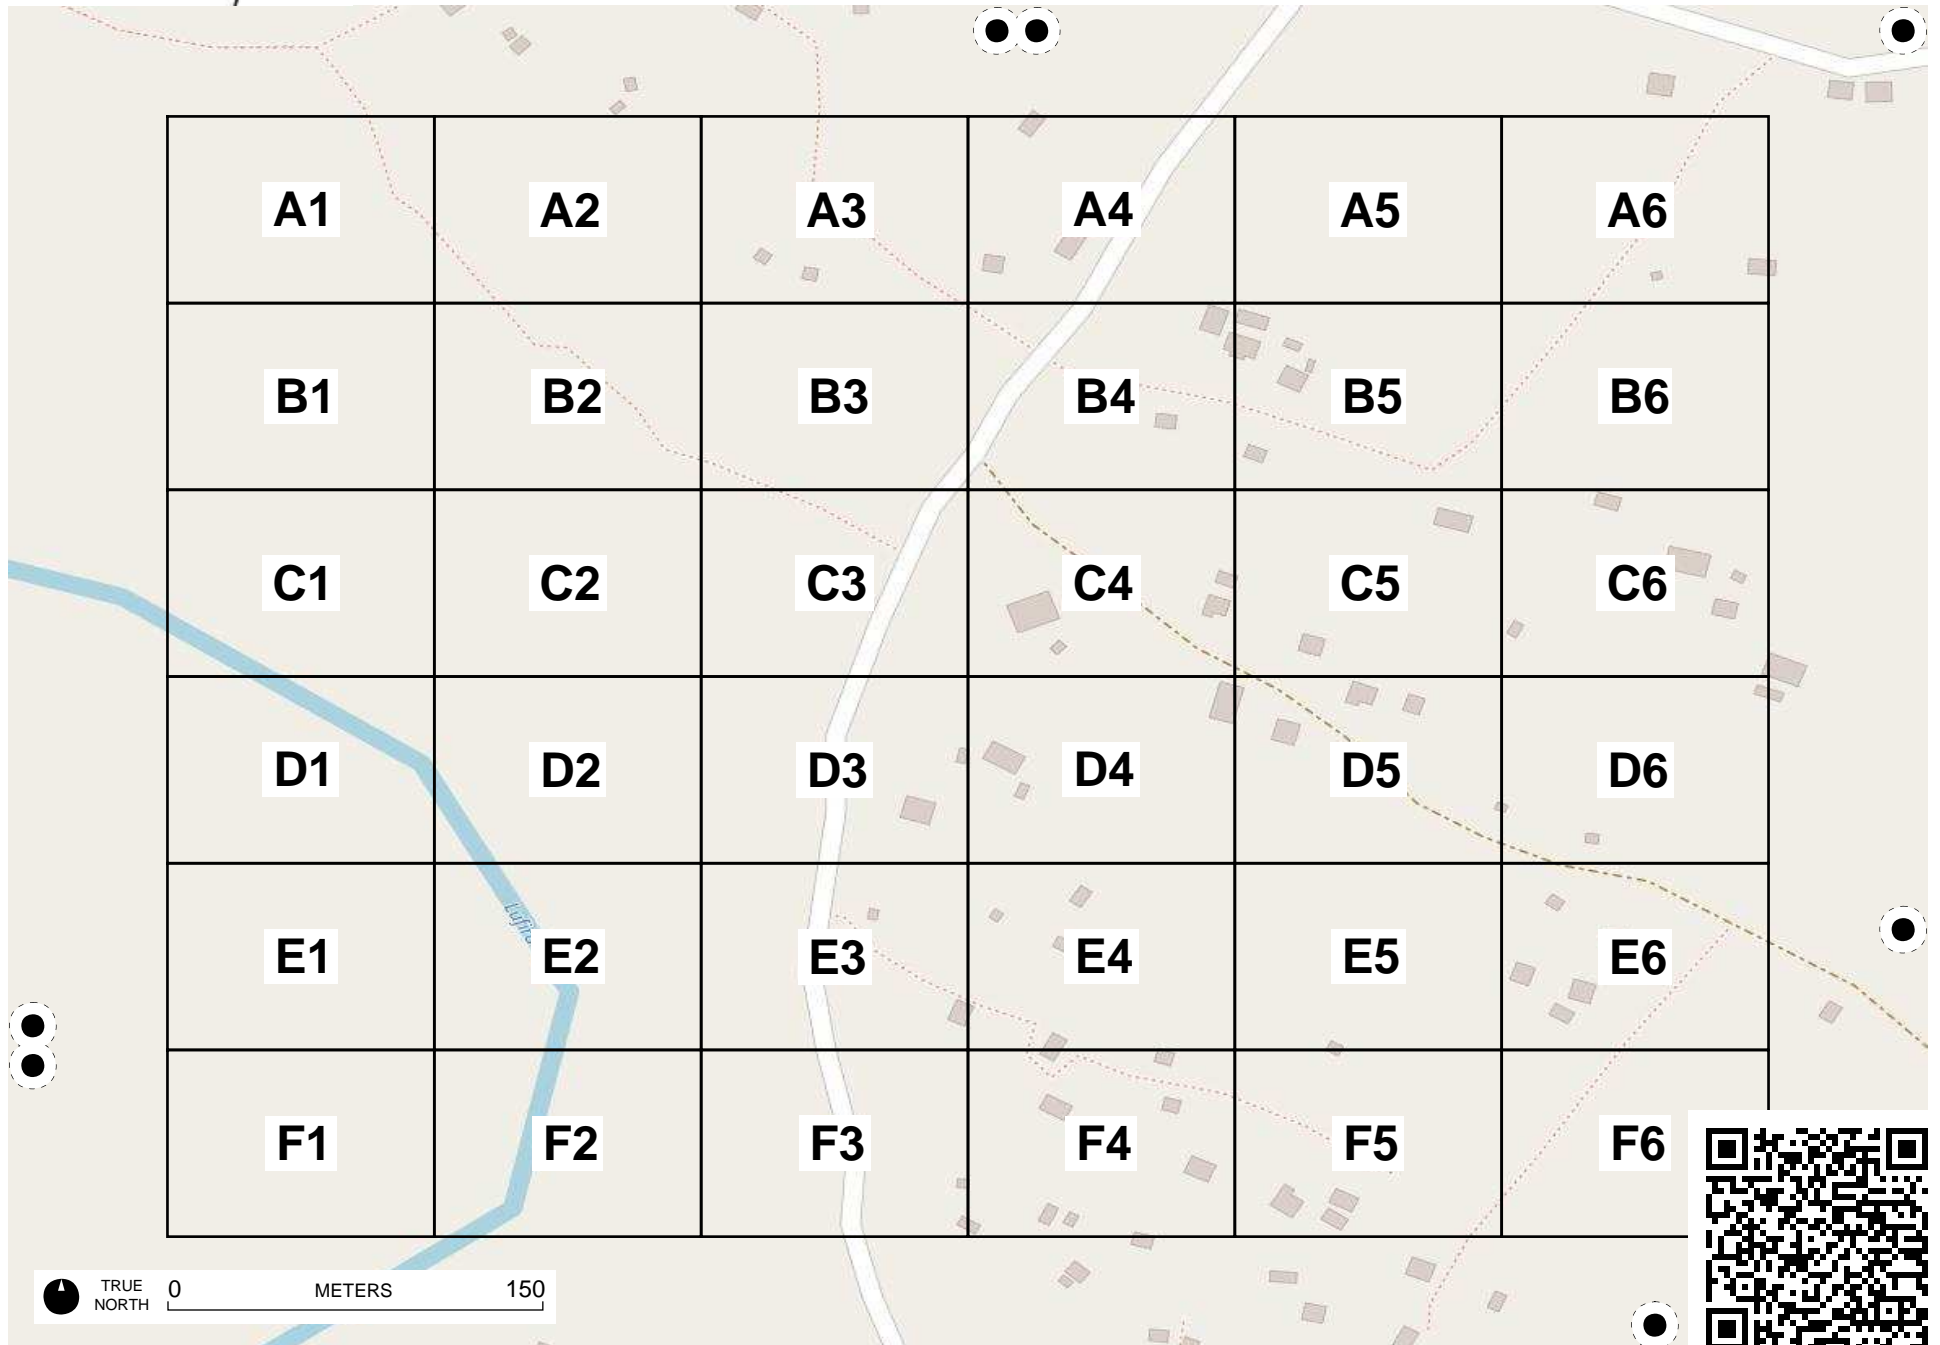 A1 A2 A3 A4 A5 A6
B1 B2 B3 B4 B5 B6
C1 C2 C3 C4 C5 C6
D1 D2 D3 D4 D5 D6
E1 E2 E3 E4 E5 E6
F1 F2 F3 F4 F5 F6
TRUE
NORTH
0 METERS 150